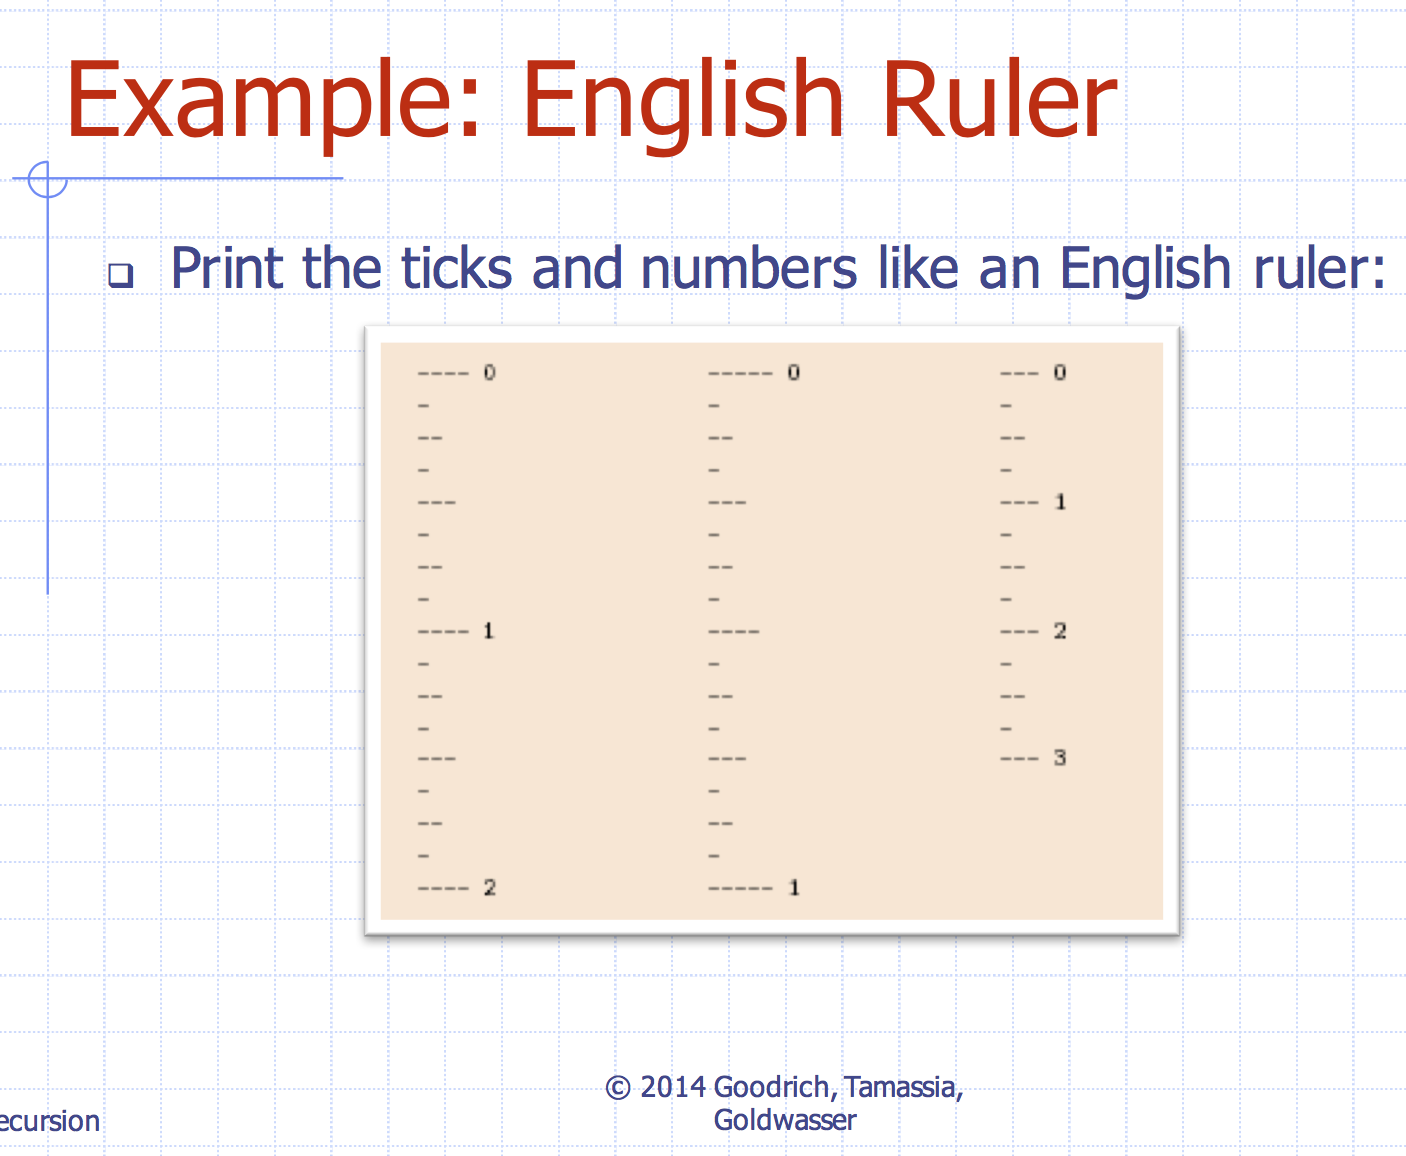 Example: English Ruler
❑ Print the ticks and numbers like an English ruler:
---- 0 ----- 0 --- 0
- - -
-- -- --
- - -
--- --- --- 1
- - -
-- -- --
- - -
---- 1 ---- --- 2
- - -
-- -- --
- - -
--- --- --- 3
- -
-- --
- -
---- 2 ----- 1
© 2014 Goodrich, Tamassia,
Goldwasser
ecursion